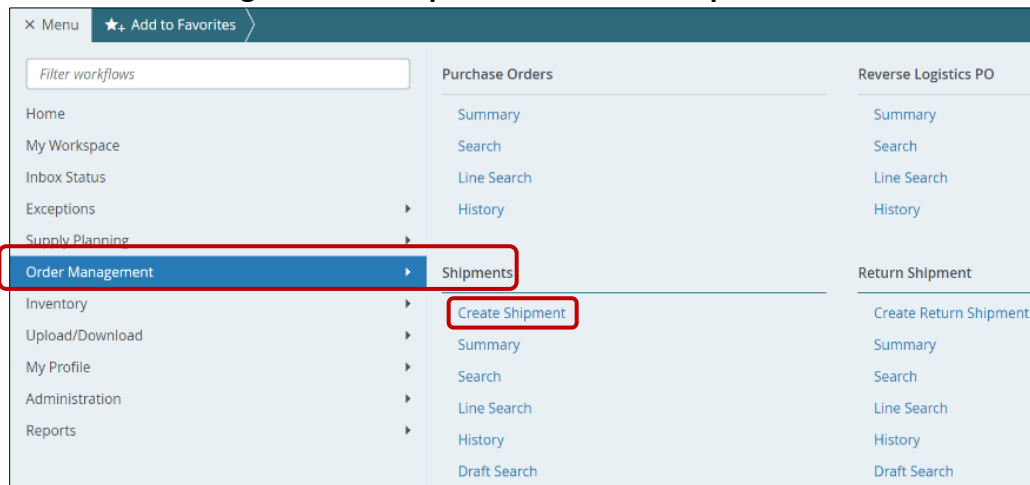 × Menu
★+ Add to Favorites
Filter workflows
Home
My Workspace
Inbox Status
Exceptions
Supply Planning
Order Management
Inventory
Upload/Download
My Profile
Administration
Reports
Purchase Orders
Summary
Search
Line Search
History
Shipments
Create Shipment
Summary
Search
Line Search
History
Draft Search
Reverse Logistics PO
Summary
Search
Line Search
History
Return Shipment
Create Return Shipment
Summary
Search
Line Search
History
Draft Search